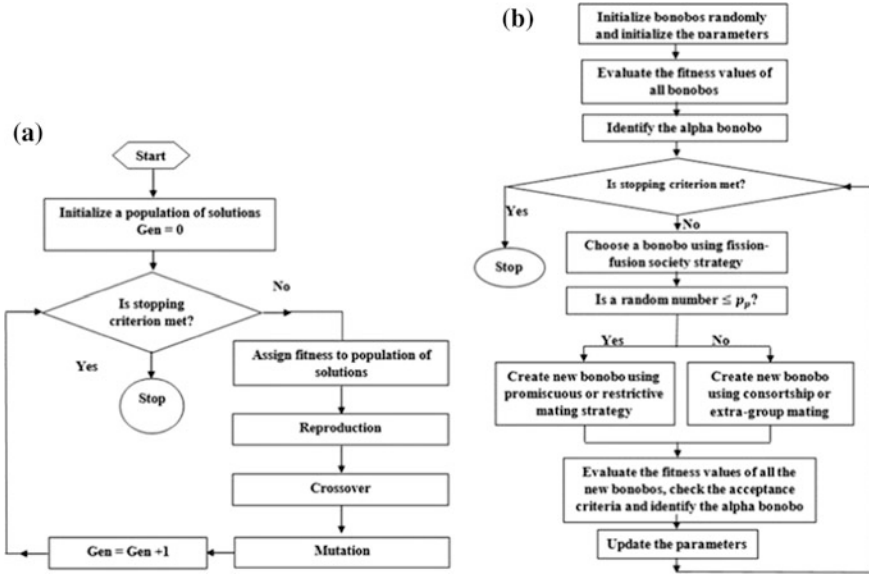 (a)
Start
Initialize a population of solutions
Gen = 0
Is stopping
criterion met?
No
Yes
Stop
Assign fitness to population of
solutions
Reproduction
Crossover
Mutation
Gen = Gen +1
(b)
Initialize bonobos randomly
and initialize the parameters
Evaluate the fitness values of
all bonobos
Identify the alpha bonobo
Is stopping criterion met?
Yes
No
Stop
Choose a bonobo using fission-
fusion society strategy
Is a random number ≤ pₚ?
Yes
No
Create new bonobo using
promiscuous or restrictive
mating strategy
Create new bonobo
using consortship or
extra-group mating
Evaluate the fitness values of all the
new bonobos, check the acceptance
criteria and identify the alpha bonobo
Update the parameters